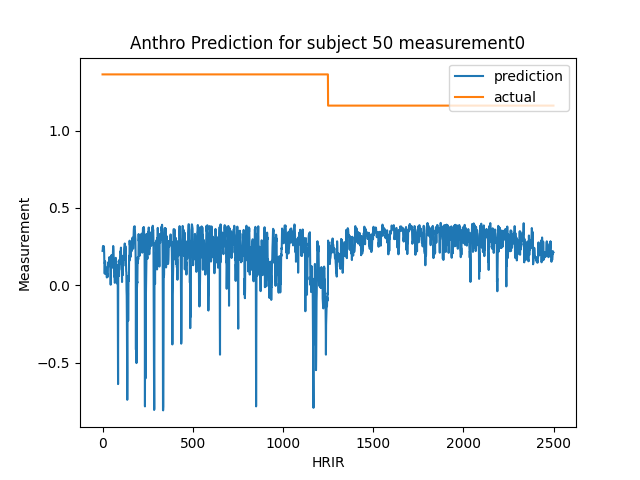 Anthro Prediction for subject 50 measurement0
prediction
actual
1.0
0.5
0.0
−0.5
Measurement
0
500
1000
1500
2000
2500
HRIR